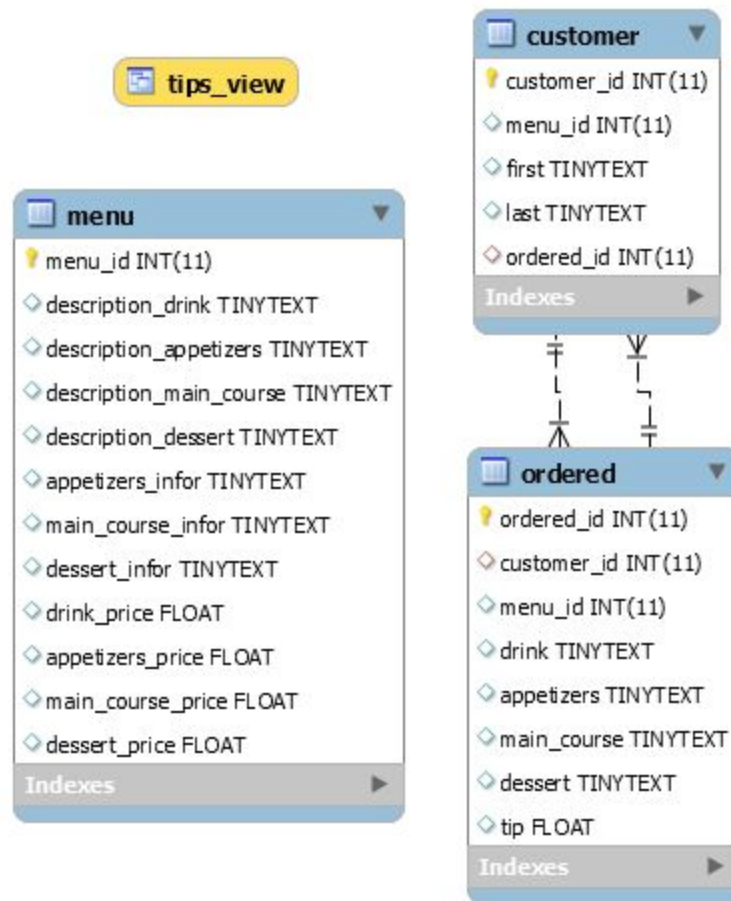 tips_view
menu
menu_id INT(11)
description_drink TINYTEXT
description_appetizers TINYTEXT
description_main_course TINYTEXT
description_dessert TINYTEXT
appetizers_infor TINYTEXT
main_course_infor TINYTEXT
dessert_infor TINYTEXT
drink_price FLOAT
appetizers_price FLOAT
main_course_price FLOAT
dessert_price FLOAT
Indexes
customer
customer_id INT(11)
menu_id INT(11)
first TINYTEXT
last TINYTEXT
ordered_id INT(11)
Indexes
ordered
ordered_id INT(11)
customer_id INT(11)
menu_id INT(11)
drink TINYTEXT
appetizers TINYTEXT
main_course TINYTEXT
dessert TINYTEXT
tip FLOAT
Indexes